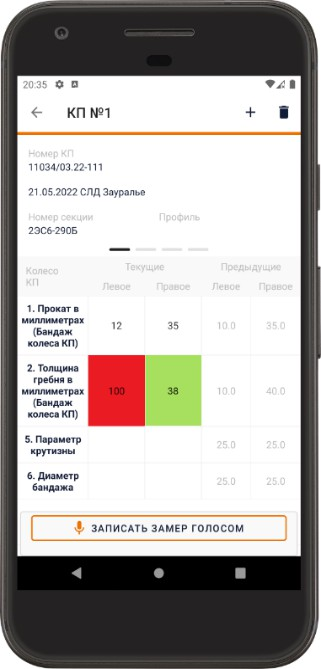 20:35
КП №1
Номер КП
11034/03.22-111
21.05.2022 СЛД Зауралье
Номер секции Профиль
2ЭС6-290Б
Колесо КП Текущие Предыдущие
Левое Правое Левое Правое
1. Прокат в
миллиметрах
(Бандаж
колеса КП)
12 35 10.0 35.0
2. Толщина
гребня в
миллиметрах
(Бандаж
колеса КП)
100 38 10.0 40.0
5. Параметр
крутизны
25.0 25.0
6. Диаметр
бандажа
25.0 25.0
ЗАПИСАТЬ ЗАМЕР ГОЛОСОМ